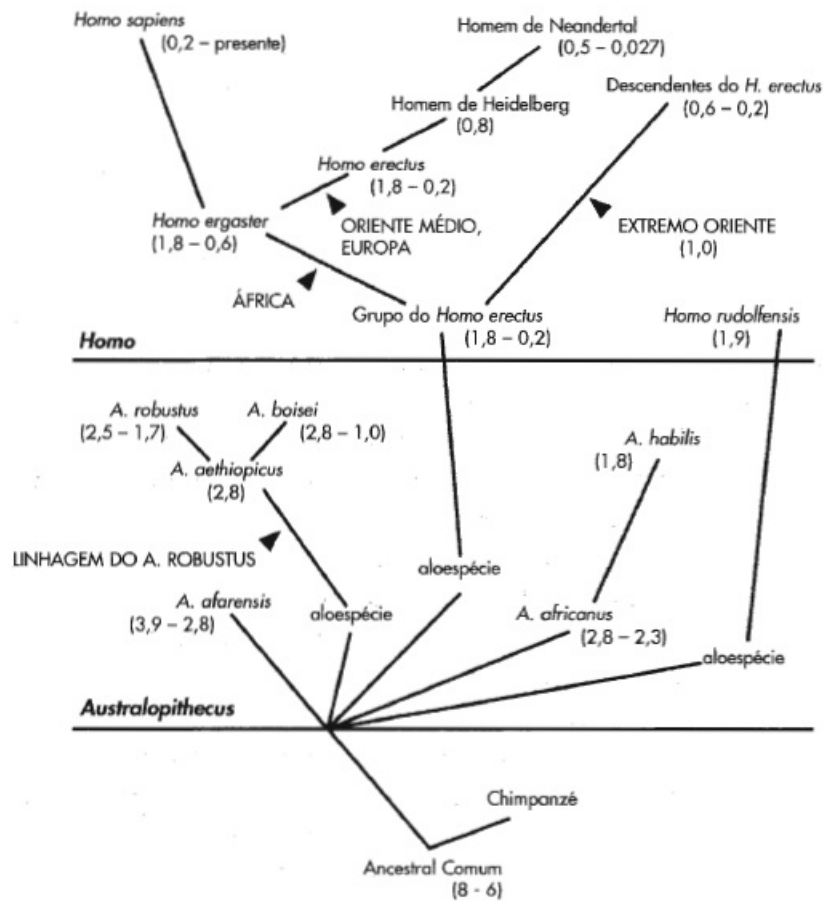 Homo sapiens
(0,2 – presente)
Homem de Neandertal
(0,5 – 0,027)
Descendentes do H. erectus
(0,6 – 0,2)
Homem de Heidelberg
(0,8)
Homo erectus
(1,8 – 0,2)
Homo ergaster
(1,8 – 0,6)
ORIENTE MÉDIO,
EUROPA
EXTREMO ORIENTE
(1,0)
ÁFRICA
Grupo do Homo erectus
(1,8 – 0,2)
Homo rudolfensis
(1,9)
Homo
A. robustus
(2,5 – 1,7)
A. boisei
(2,8 – 1,0)
A. habilis
(1,8)
A. aethiopicus
(2,8)
LINHAGEM DO A. ROBUSTUS
aloespécie
A. afarensis
(3,9 – 2,8)
aloespécie
A. africanus
(2,8 – 2,3)
aloespécie
Australopithecus
Chimpanzé
Ancestral Comum
(8 - 6)